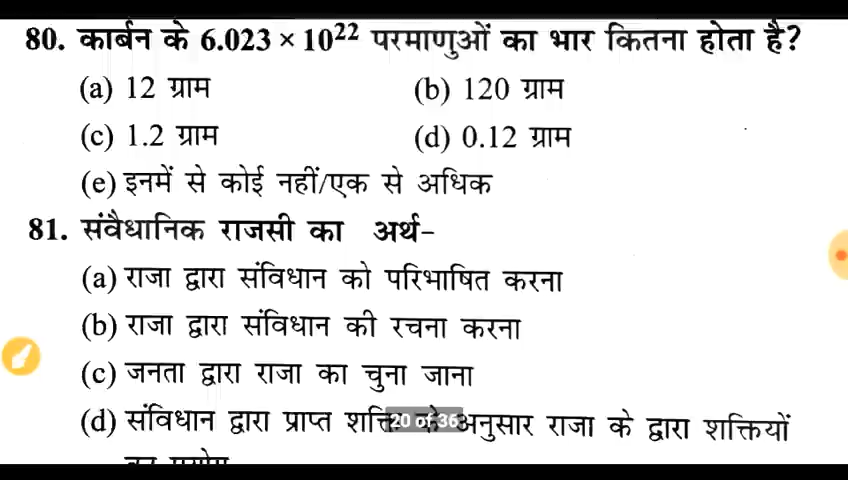 80. कार्बन के 6.023 × 10²² परमाणुओं का भार कितना होता है?
(a) 12 ग्राम (b) 120 ग्राम
(c) 1.2 ग्राम (d) 0.12 ग्राम
(e) इनमें से कोई नहीं/एक से अधिक
81. संवैधानिक राजसी का अर्थ-
(a) राजा द्वारा संविधान को परिभाषित करना
(b) राजा द्वारा संविधान की रचना करना
(c) जनता द्वारा राजा का चुना जाना
(d) संविधान द्वारा प्राप्त शक्ति के अनुसार राजा के द्वारा शक्तियों
20 of 36